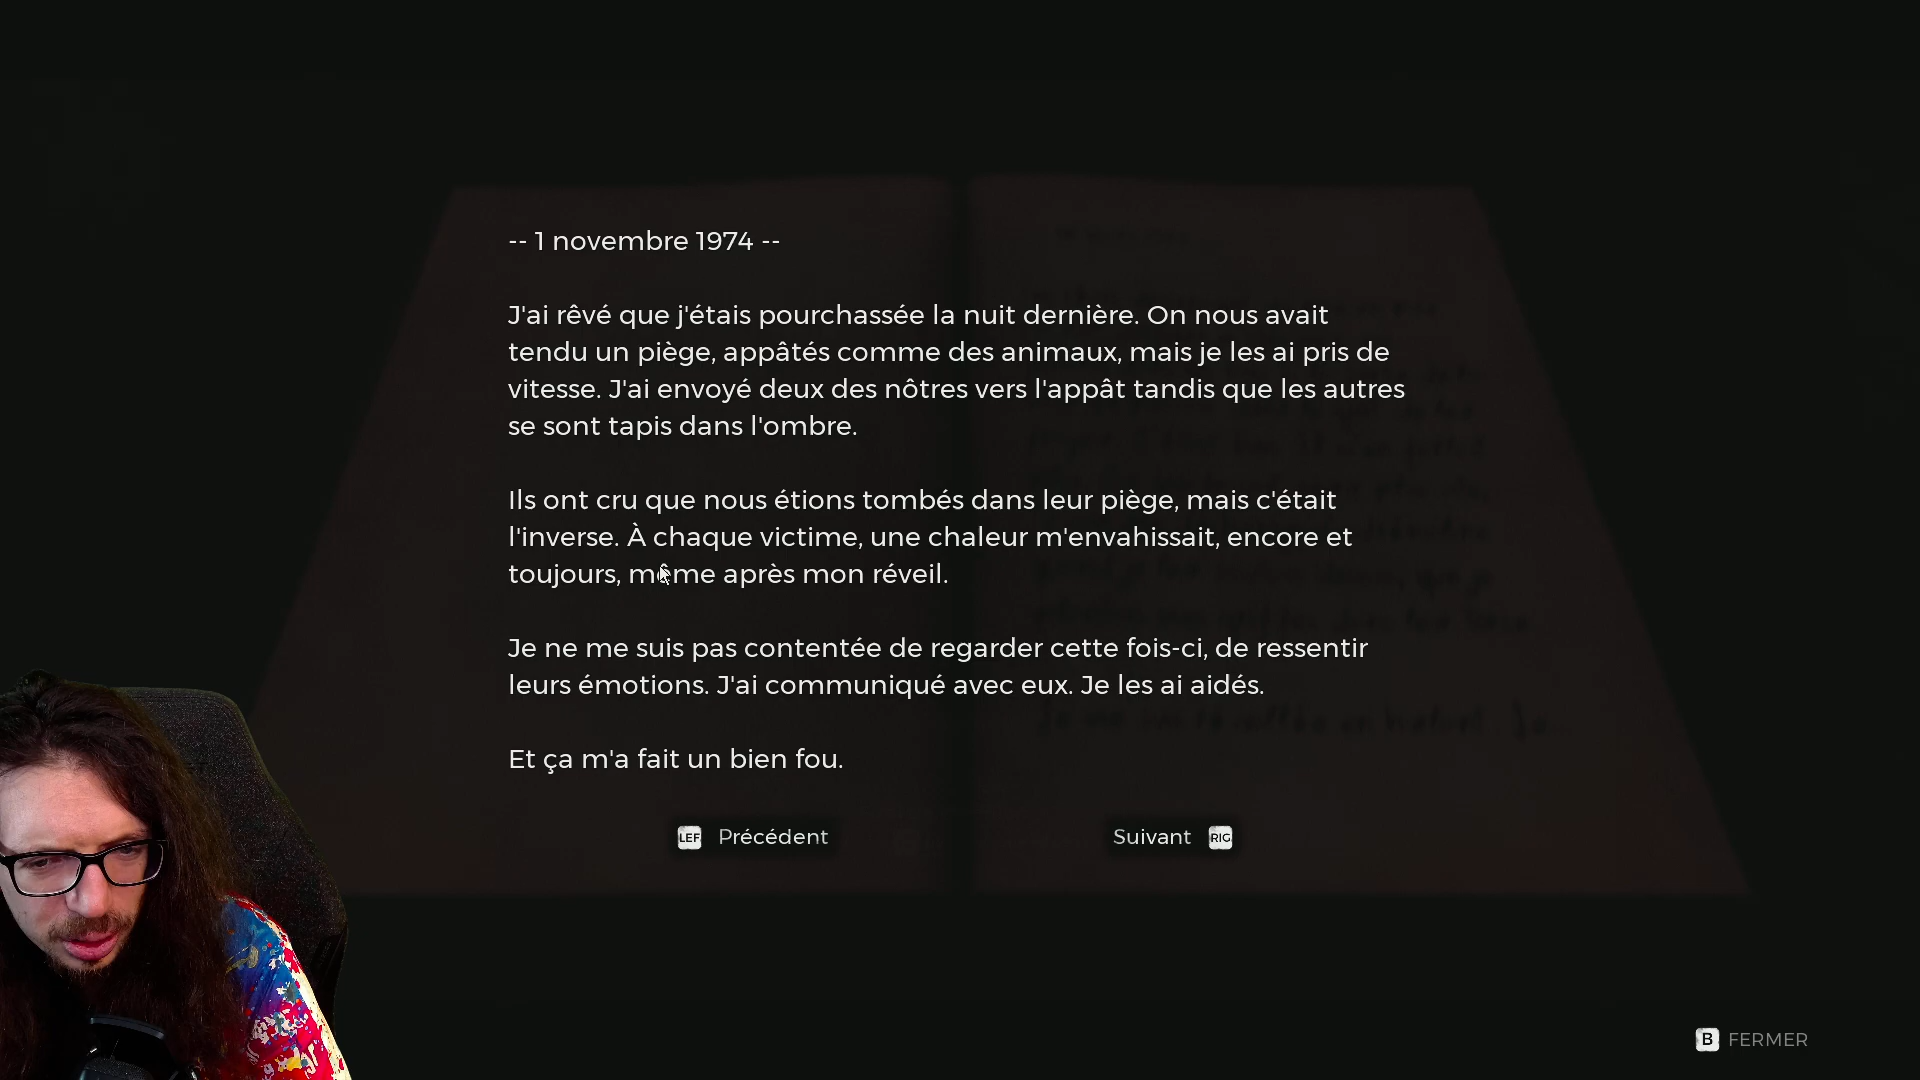 -- 1 novembre 1974 --
J'ai rêvé que j'étais pourchassée la nuit dernière. On nous avait
tendu un piège, appâtés comme des animaux, mais je les ai pris de
vitesse. J'ai envoyé deux des nôtres vers l'appât tandis que les autres
se sont tapis dans l'ombre.
Ils ont cru que nous étions tombés dans leur piège, mais c'était
l'inverse. À chaque victime, une chaleur m'envahissait, encore et
toujours, même après mon réveil.
Je ne me suis pas contentée de regarder cette fois-ci, de ressentir
leurs émotions. J'ai communiqué avec eux. Je les ai aidés.
Et ça m'a fait un bien fou.
LEF Précédent
Suivant RIG
B FERMER